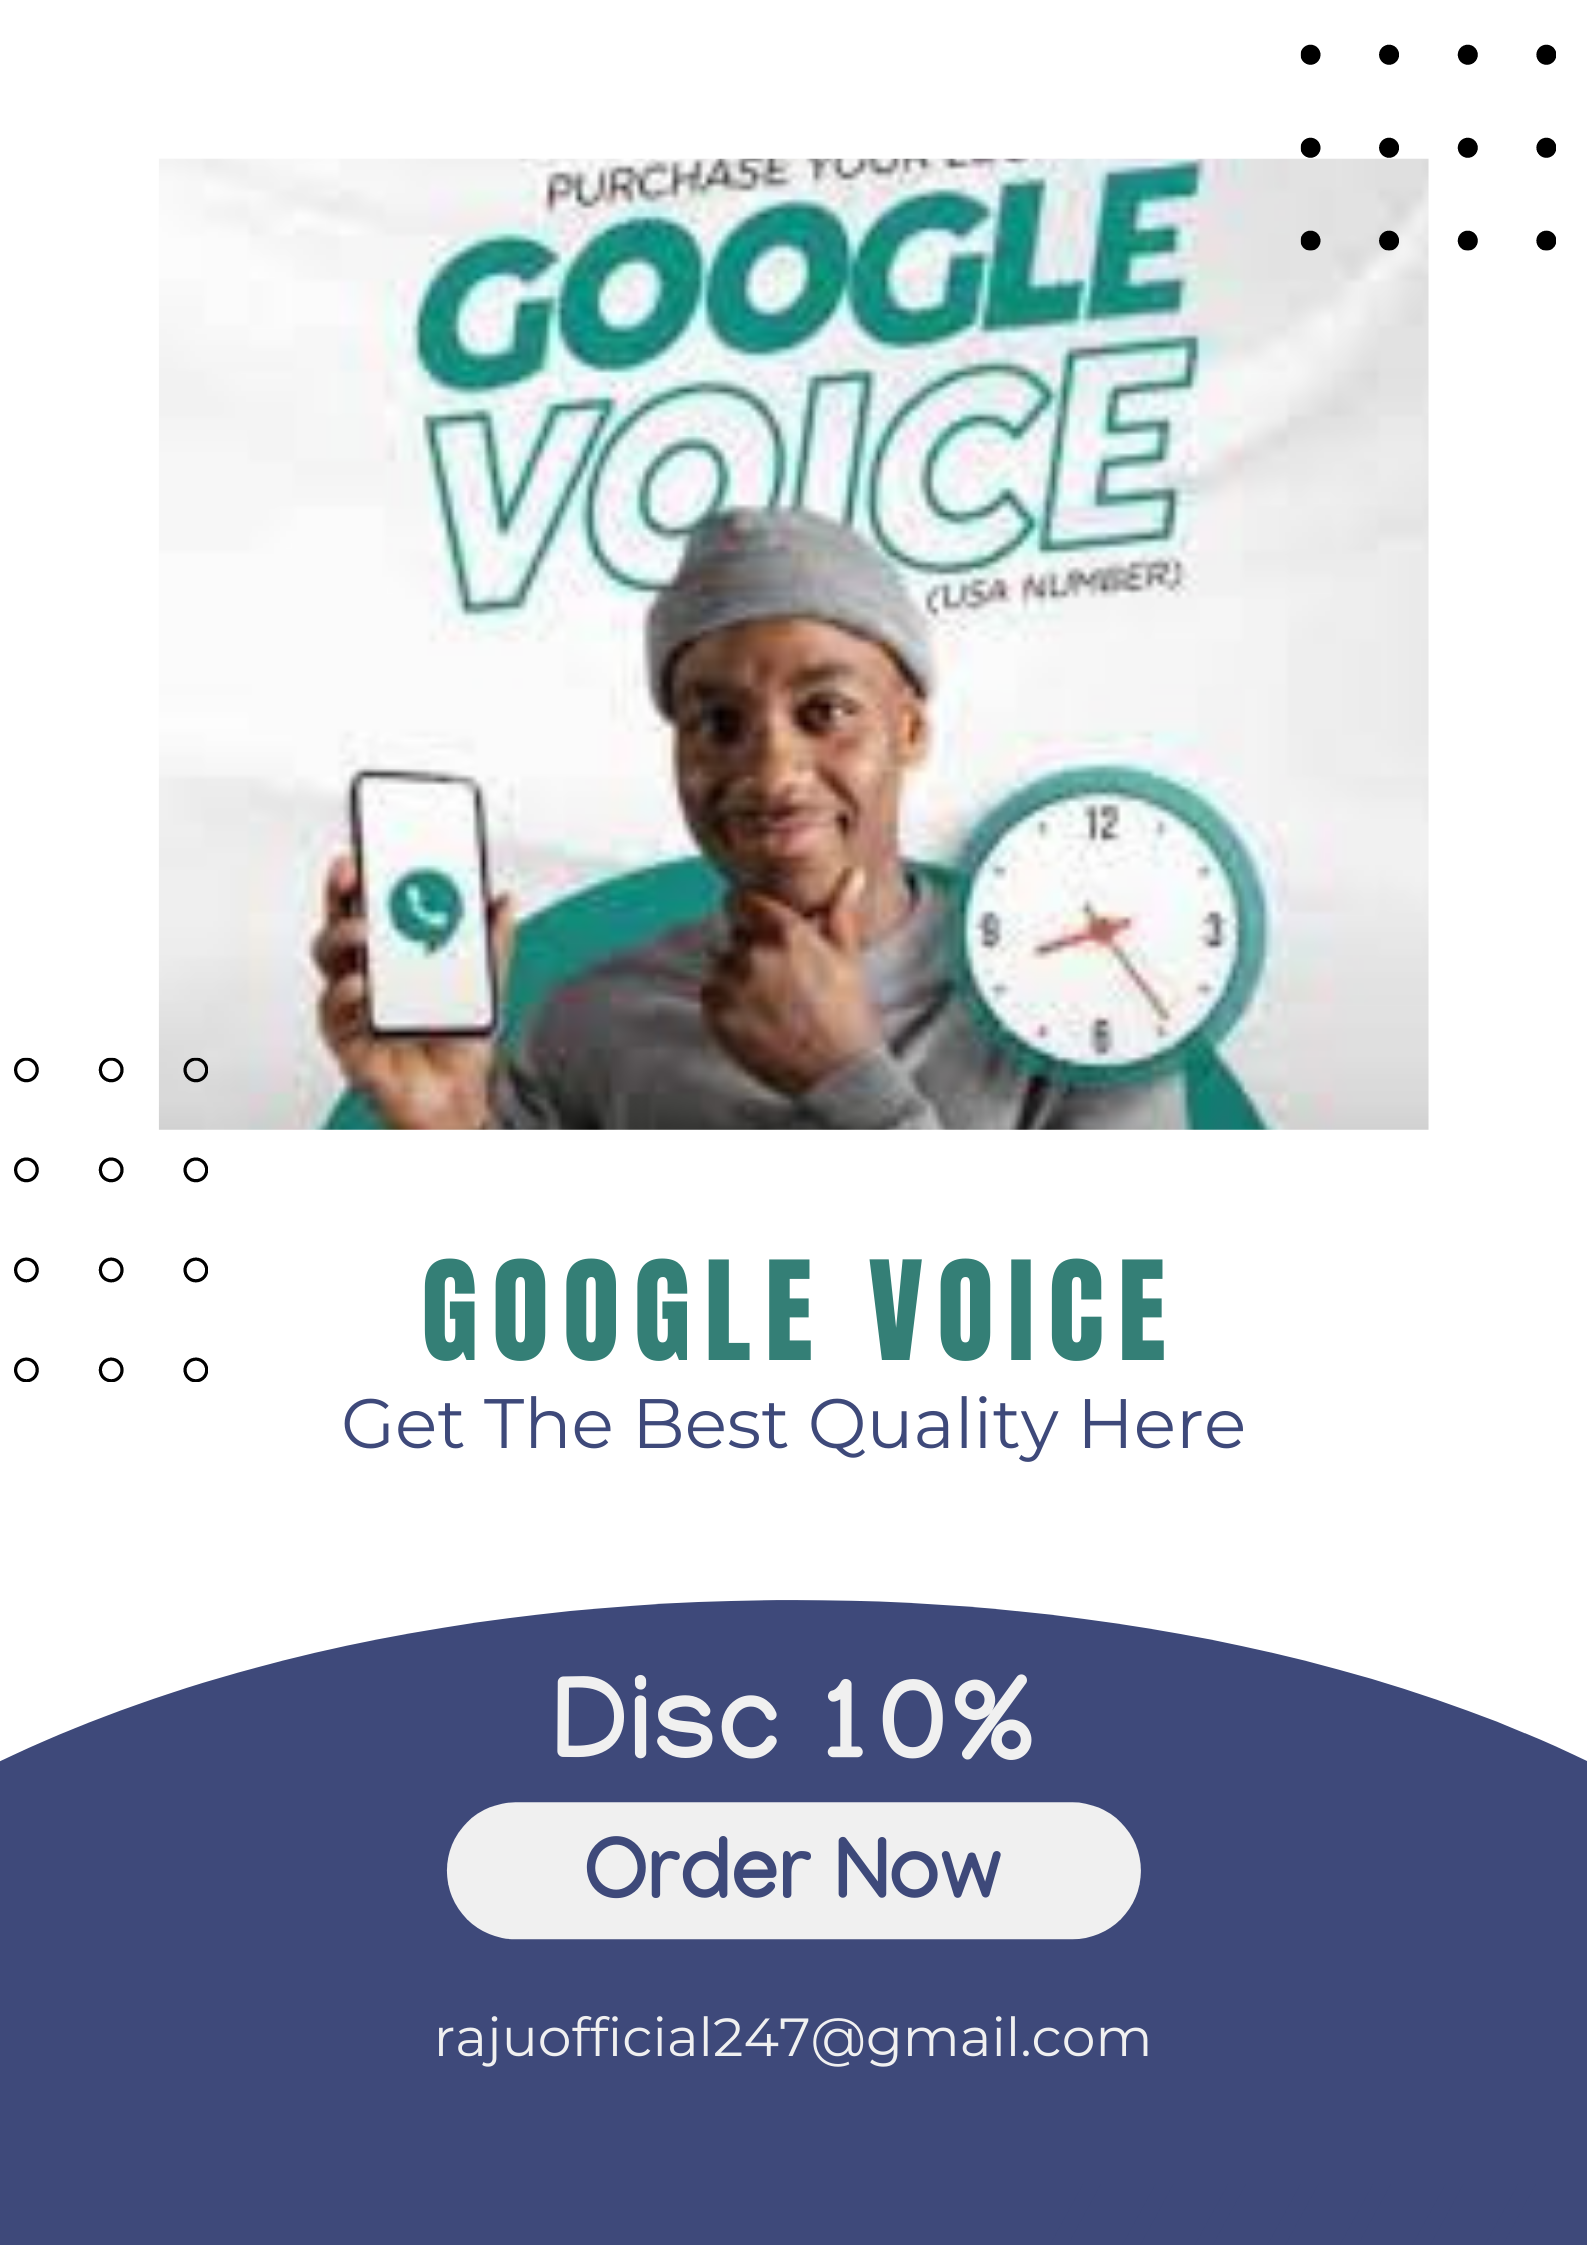 PURCHASE YOUR
GOOGLE
VOICE
(USA NUMBER)
12
9
3
6
GOOGLE VOICE
Get The Best Quality Here
Disc 10%
Order Now
rajuofficial247@gmail.com